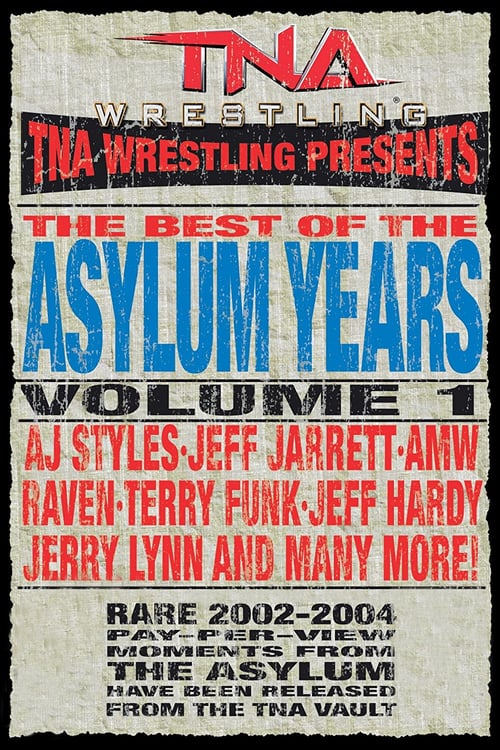 TNA
WRESTLING®
TNA WRESTLING PRESENTS
THE BEST OF THE
ASYLUM YEARS
VOLUME 1
AJ STYLES·JEFF JARRETT·AMW
RAVEN·TERRY FUNK·JEFF HARDY
JERRY LYNN AND MANY MORE!
RARE 2002-2004
PAY-PER-VIEW
MOMENTS FROM
THE ASYLUM
HAVE BEEN RELEASED
FROM THE TNA VAULT